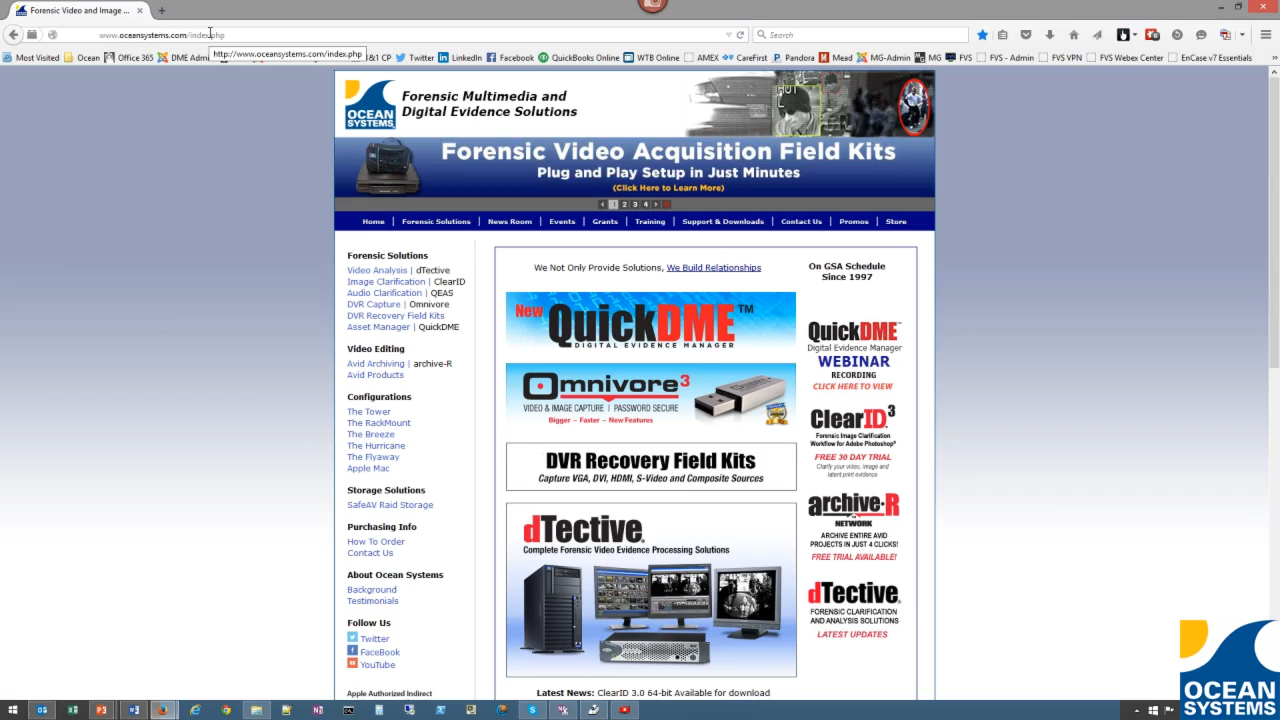 Forensic Video and Image ...
www.oceansystems.com/index.php
Search
http://www.oceansystems.com/index.php
Most Visited
Ocean
Office 365
DME Admi
1&1 CP
Twitter
LinkedIn
Facebook
QuickBooks Online
WTB Online
AMEX
CareFirst
Pandora
Mead
MG-Admin
MG
FVS
FVS - Admin
FVS VPN
FVS Webex Center
EnCase v7 Essentials
OCEAN
SYSTEMS
Forensic Multimedia and
Digital Evidence Solutions
Forensic Video Acquisition Field Kits
Plug and Play Setup in Just Minutes
(Click Here to Learn More)
< 1 2 3 4 >
Home | Forensic Solutions | News Room | Events | Grants | Training | Support & Downloads | Contact Us | Promos | Store
Forensic Solutions
Video Analysis | dTective
Image Clarification | ClearID
Audio Clarification | QEAS
DVR Capture | Omnivore
DVR Recovery Field Kits
Asset Manager | QuickDME
Video Editing
Avid Archiving | archive-R
Avid Products
Configurations
The Tower
The RackMount
The Breeze
The Hurricane
The Flyaway
Apple Mac
Storage Solutions
SafeAV Raid Storage
Purchasing Info
How To Order
Contact Us
About Ocean Systems
Background
Testimonials
Follow Us
Twitter
FaceBook
YouTube
Apple Authorized Indirect
We Not Only Provide Solutions, We Build Relationships
New QuickDME™
DIGITAL EVIDENCE MANAGER
Omnivore3
VIDEO & IMAGE CAPTURE | PASSWORD SECURE
Bigger – Faster – New Features
DVR Recovery Field Kits
Capture VGA, DVI, HDMI, S-Video and Composite Sources
dTective®
Complete Forensic Video Evidence Processing Solutions
Latest News: ClearID 3.0 64-bit Available for download
On GSA Schedule
Since 1997
QuickDME™
Digital Evidence Manager
WEBINAR
RECORDING
CLICK HERE TO VIEW
ClearID3
Forensic Image Clarification
Workflow for Adobe Photoshop®
FREE 30 DAY TRIAL
Clarify your video, image and
latent print evidence
archive-R
NETWORK
ARCHIVE ENTIRE AVID
PROJECTS IN JUST 4 CLICKS!
FREE TRIAL AVAILABLE!
dTective®
FORENSIC CLARIFICATION
AND ANALYSIS SOLUTIONS
LATEST UPDATES
OCEAN
SYSTEMS